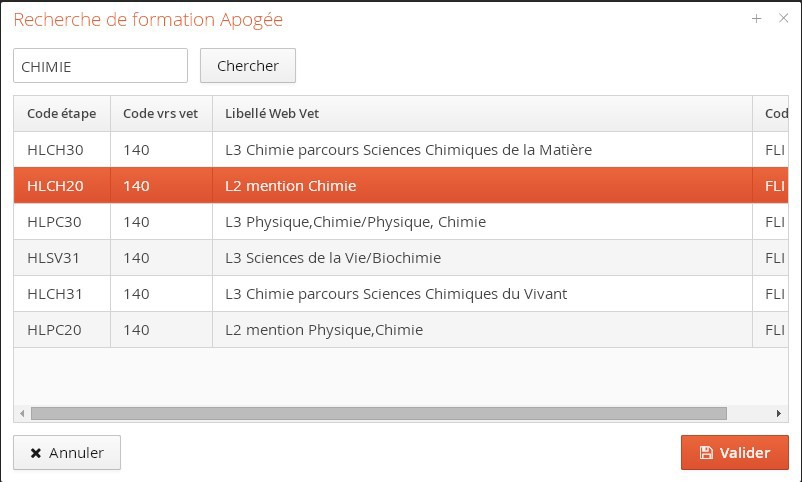 Recherche de formation Apogée
CHIMIE Chercher
Code étape Code vrs vet Libellé Web Vet Cod
HLCH30 140 L3 Chimie parcours Sciences Chimiques de la Matière FLI
HLCH20 140 L2 mention Chimie FLI
HLPC30 140 L3 Physique,Chimie/Physique, Chimie FLI
HLSV31 140 L3 Sciences de la Vie/Biochimie FLI
HLCH31 140 L3 Chimie parcours Sciences Chimiques du Vivant FLI
HLPC20 140 L2 mention Physique,Chimie FLI
Annuler Valider